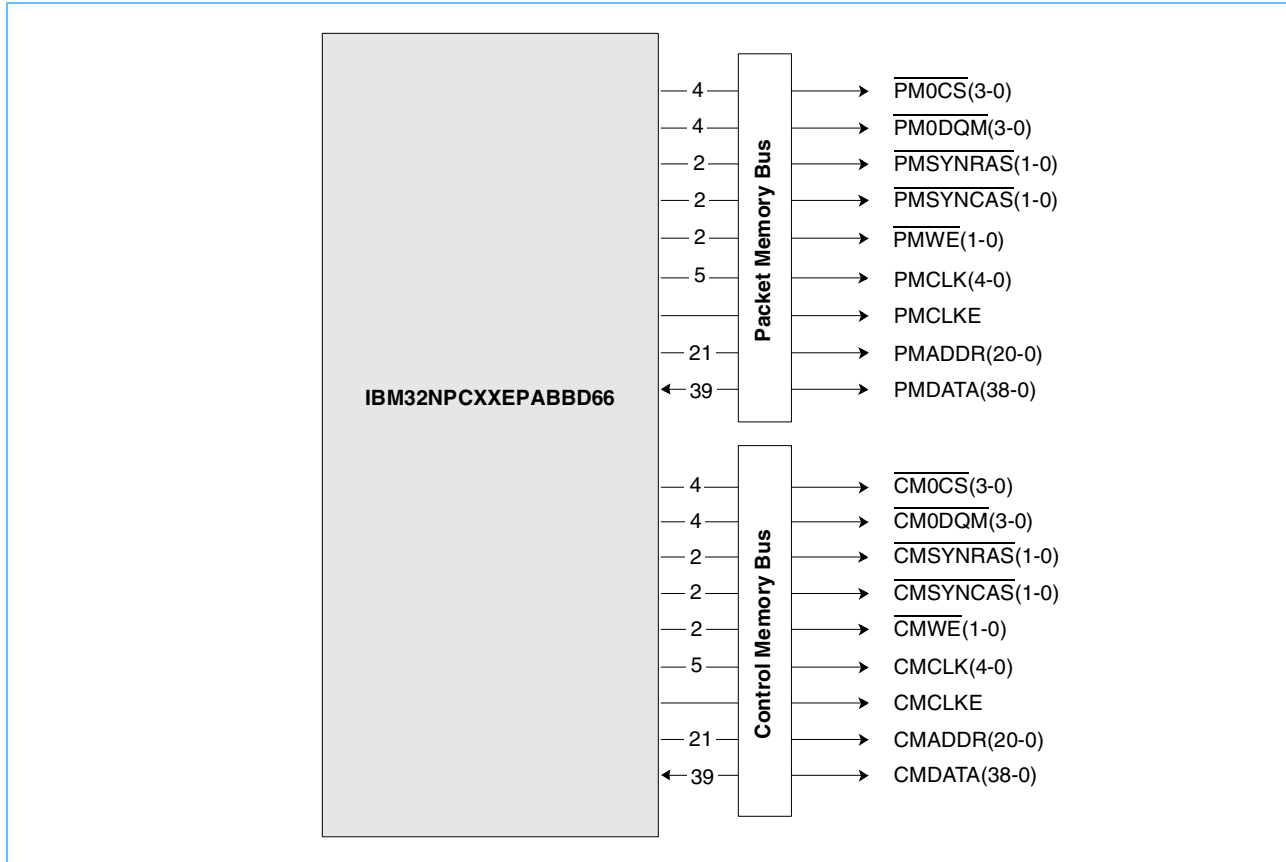 IBM32NPCXXEPABBD66
Packet Memory Bus
4 PM0CS(3-0)
4 PM0DQM(3-0)
2 PMSYNRAS(1-0)
2 PMSYNCAS(1-0)
2 PMWE(1-0)
5 PMCLK(4-0)
PMCLKE
21 PMADDR(20-0)
39 PMDATA(38-0)
Control Memory Bus
4 CM0CS(3-0)
4 CM0DQM(3-0)
2 CMSYNRAS(1-0)
2 CMSYNCAS(1-0)
2 CMWE(1-0)
5 CMCLK(4-0)
CMCLKE
21 CMADDR(20-0)
39 CMDATA(38-0)